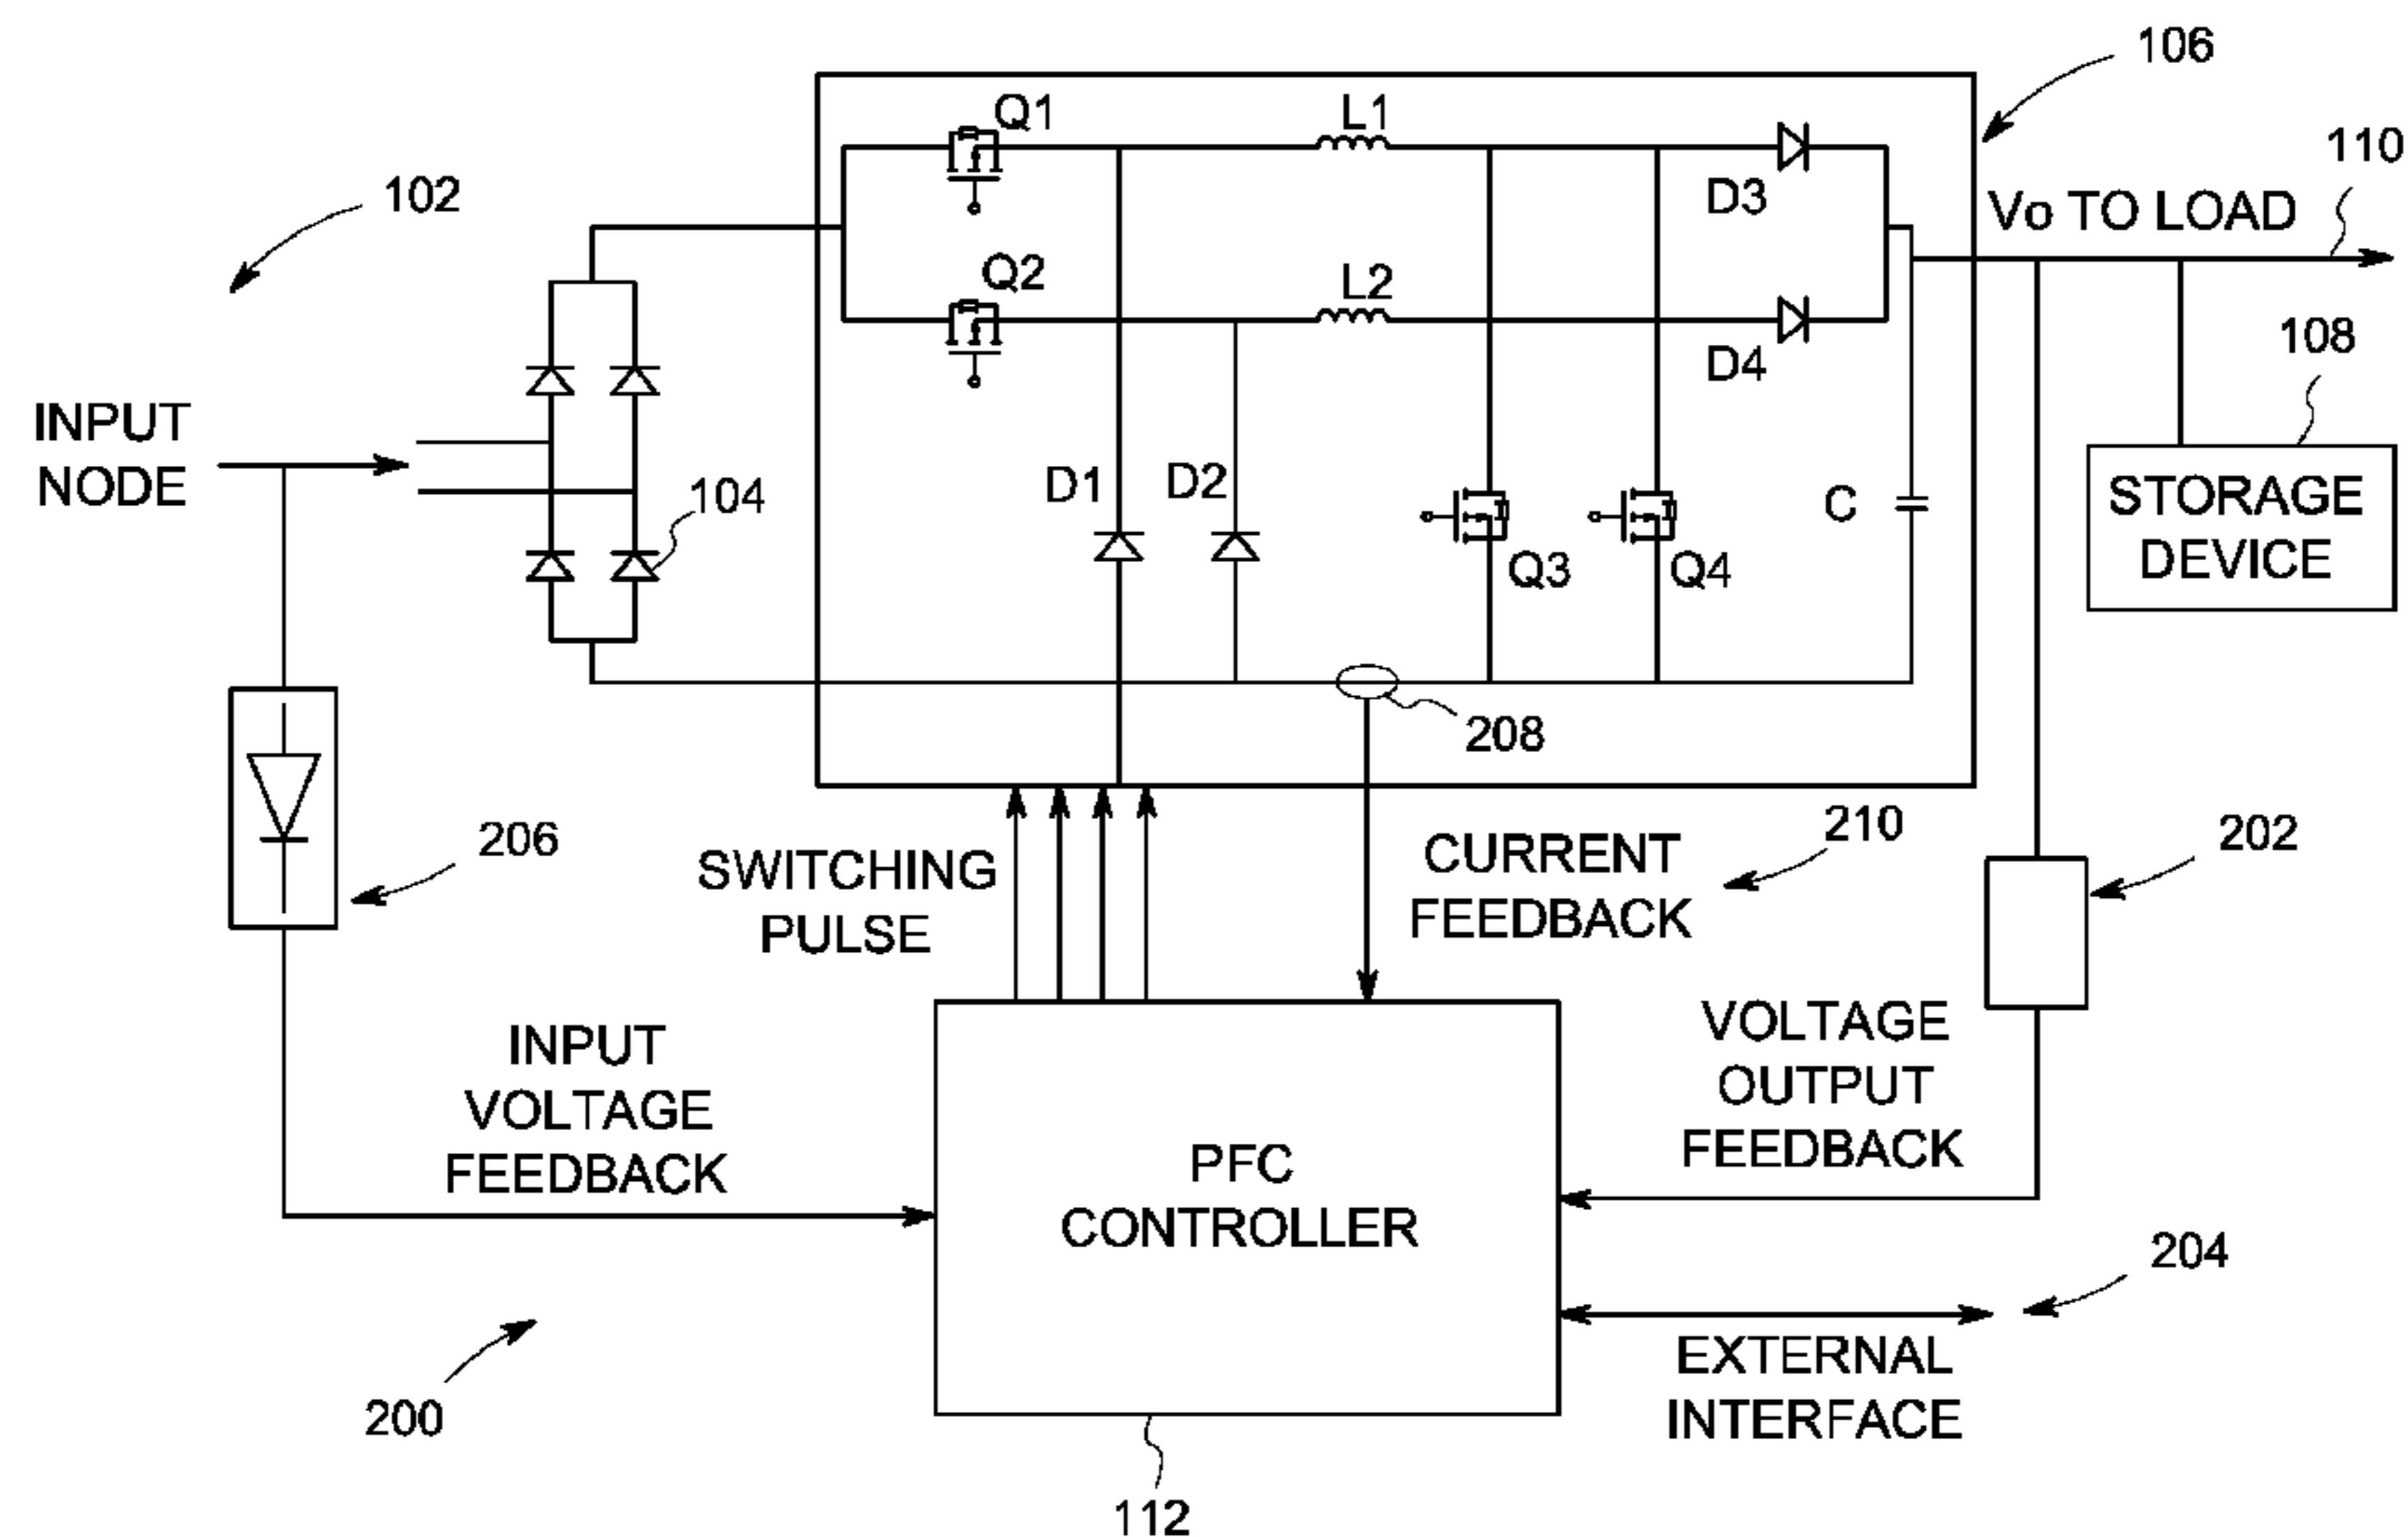 106
Q1
L1
110
102
D3
Vo TO LOAD
Q2
L2
108
D4
INPUT
NODE
104
D1
D2
C
STORAGE
DEVICE
Q3
Q4
208
206
SWITCHING
PULSE
CURRENT
FEEDBACK
210
202
INPUT
VOLTAGE
FEEDBACK
VOLTAGE
OUTPUT
FEEDBACK
PFC
CONTROLLER
204
EXTERNAL
INTERFACE
200
112